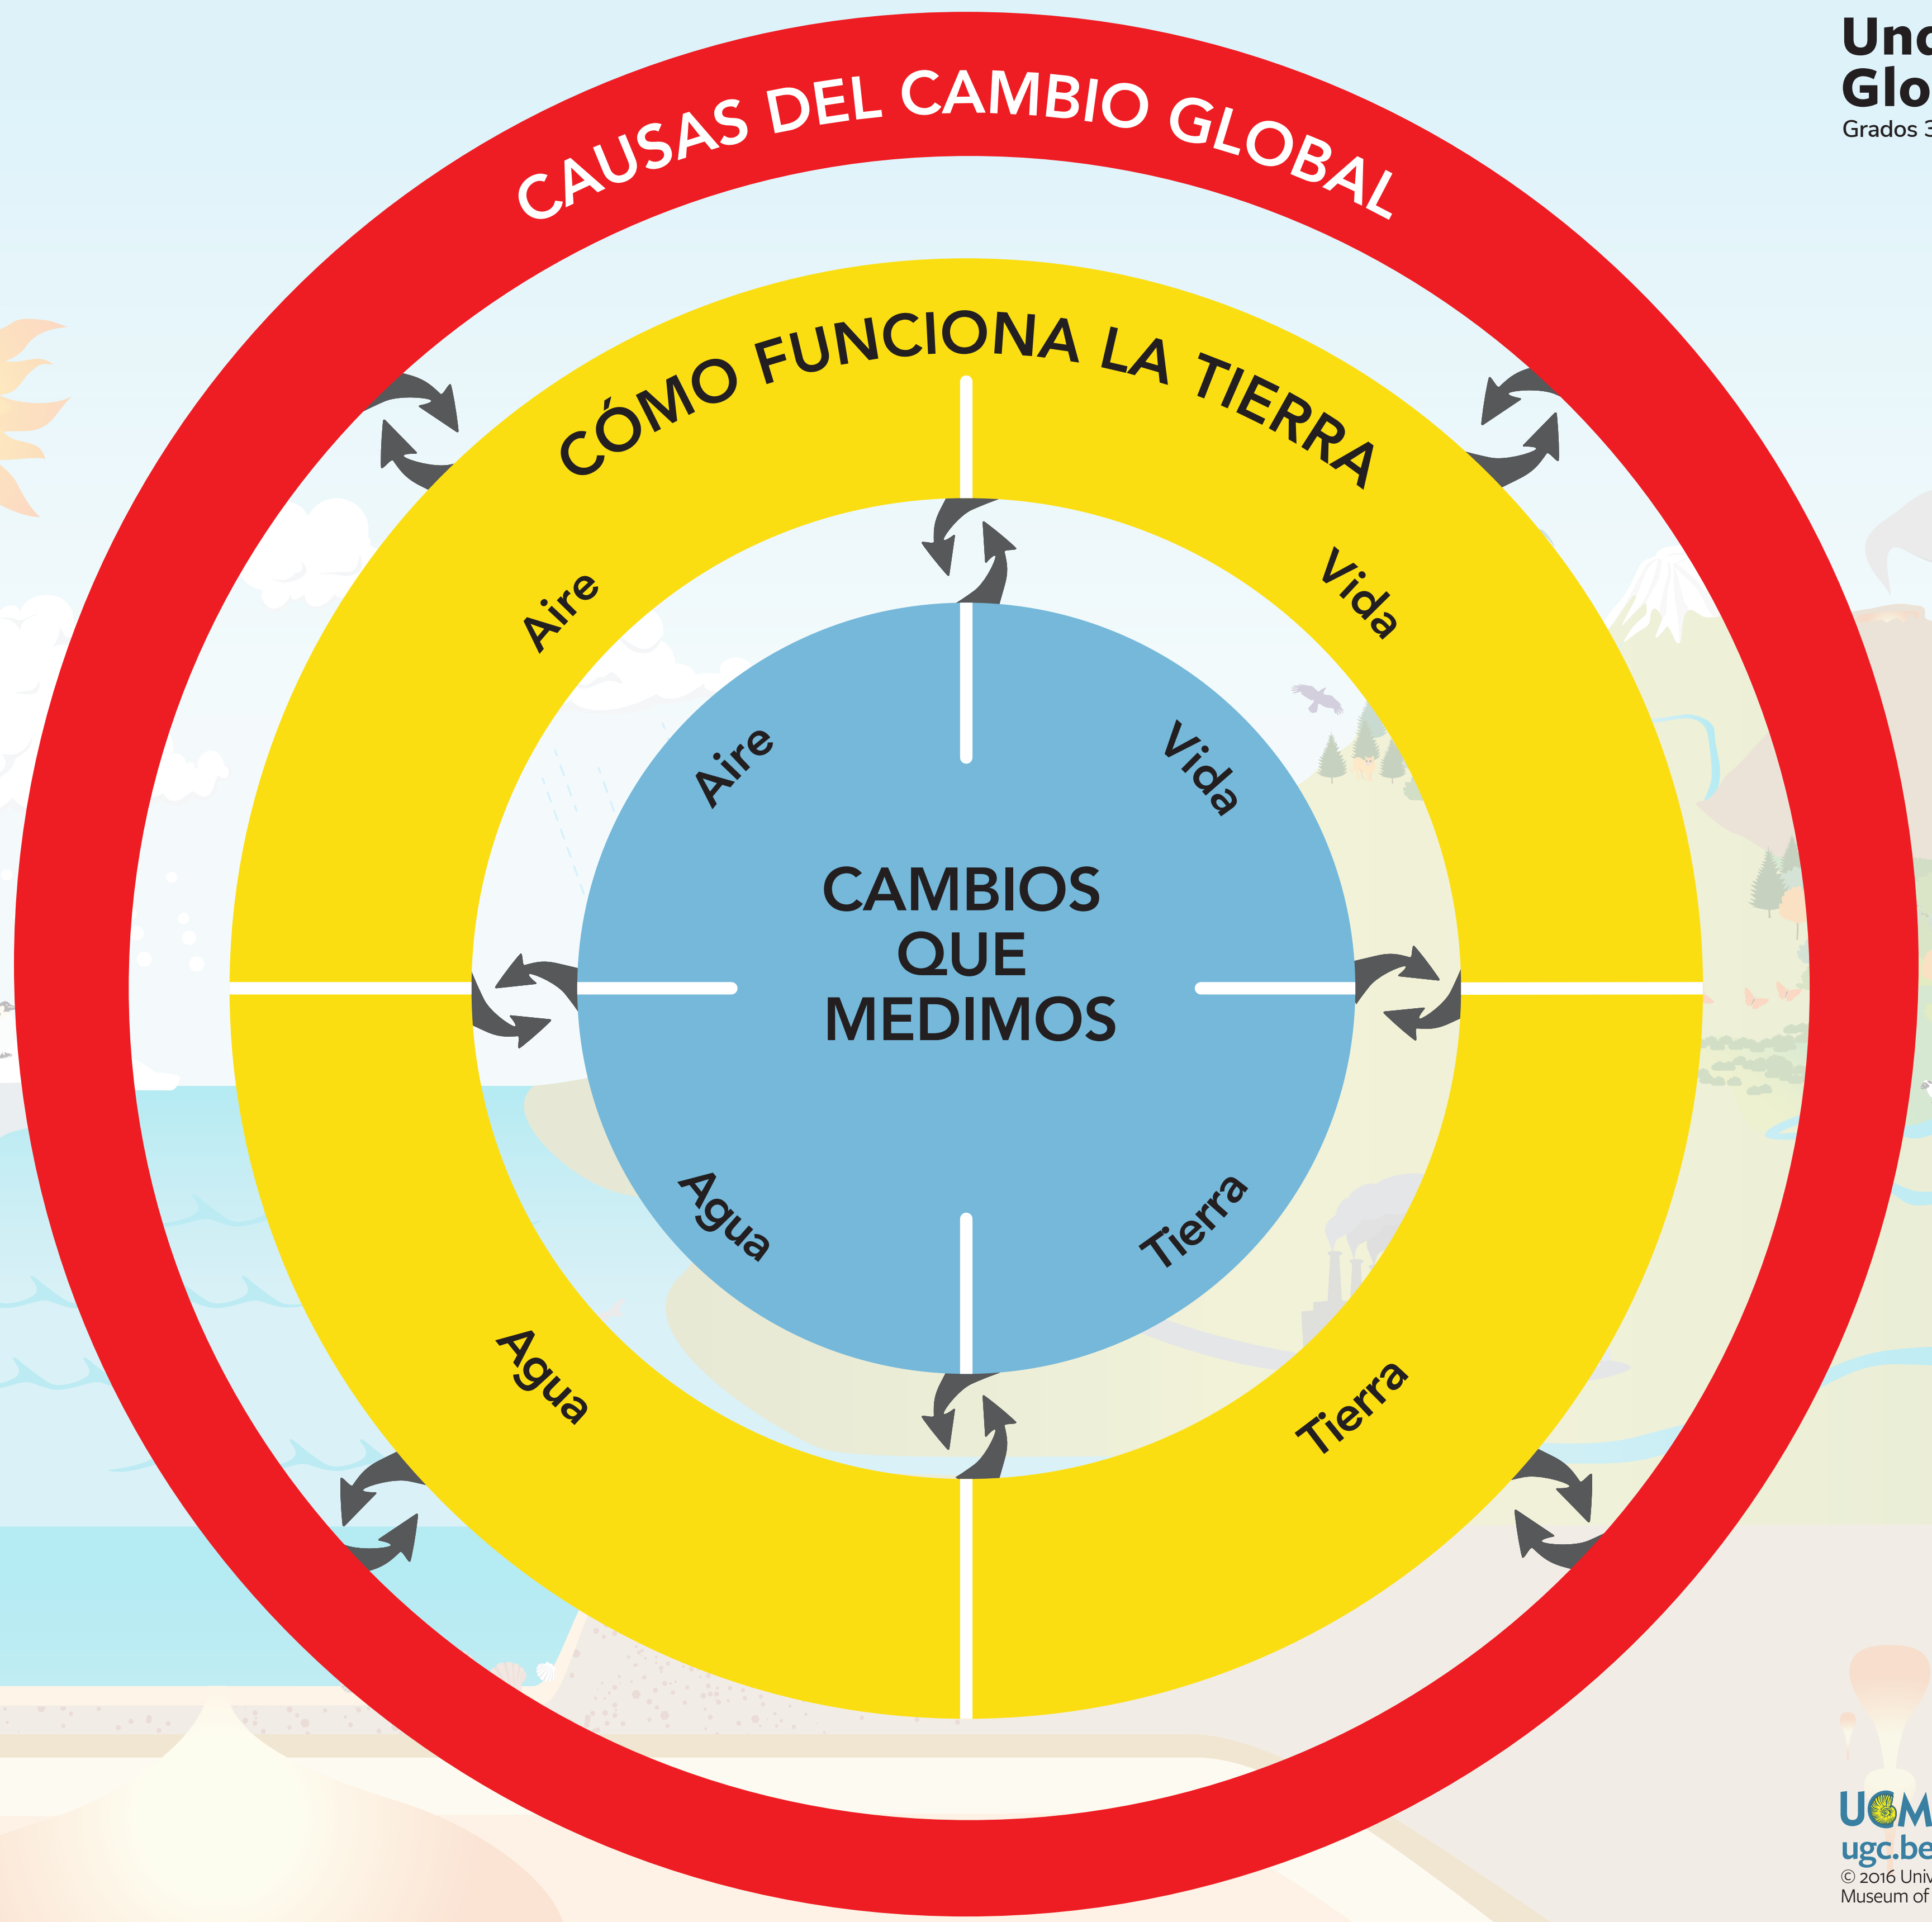 CAUSAS DEL CAMBIO GLOBAL
CÓMO FUNCIONA LA TIERRA
Aire
Vida
Agua
Tierra
Aire
Vida
CAMBIOS
QUE
MEDIMOS
Agua
Tierra
Glo
Grados 3
ugc.be
© 2016 Univ
Museum of